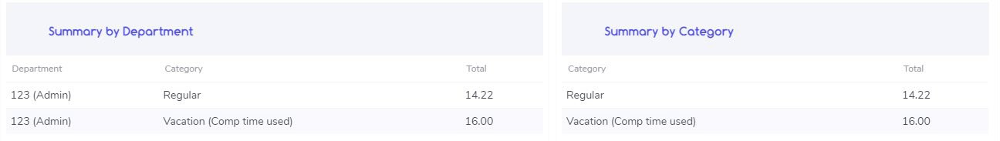 Summary by Department
Department Category Total
123 (Admin) Regular 14.22
123 (Admin) Vacation (Comp time used) 16.00
Summary by Category
Category Total
Regular 14.22
Vacation (Comp time used) 16.00